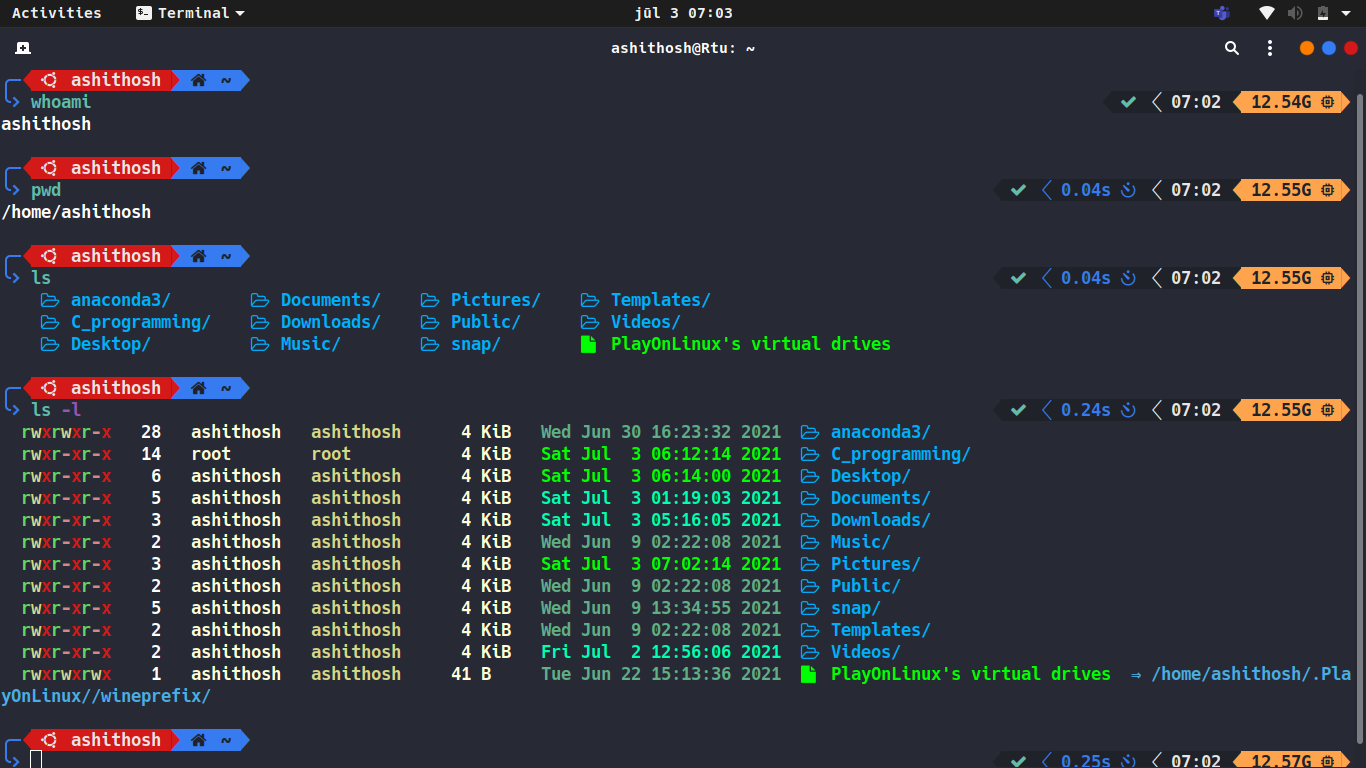 Activities Terminal jūl 3 07:03
ashithosh@Rtu: ~
ashithosh ~
whoami 07:02 12.54G
ashithosh
ashithosh ~
pwd 0.04s 07:02 12.55G
/home/ashithosh
ashithosh ~
ls 0.04s 07:02 12.55G
anaconda3/ Documents/ Pictures/ Templates/
C_programming/ Downloads/ Public/ Videos/
Desktop/ Music/ snap/ PlayOnLinux's virtual drives
ashithosh ~
ls -l 0.24s 07:02 12.55G
rwxrwxr-x 28 ashithosh ashithosh 4 KiB Wed Jun 30 16:23:32 2021 anaconda3/
rwxr-xr-x 14 root root 4 KiB Sat Jul 3 06:12:14 2021 C_programming/
rwxr-xr-x 6 ashithosh ashithosh 4 KiB Sat Jul 3 06:14:00 2021 Desktop/
rwxr-xr-x 5 ashithosh ashithosh 4 KiB Sat Jul 3 01:19:03 2021 Documents/
rwxr-xr-x 3 ashithosh ashithosh 4 KiB Sat Jul 3 05:16:05 2021 Downloads/
rwxr-xr-x 2 ashithosh ashithosh 4 KiB Wed Jun 9 02:22:08 2021 Music/
rwxr-xr-x 3 ashithosh ashithosh 4 KiB Sat Jul 3 07:02:14 2021 Pictures/
rwxr-xr-x 2 ashithosh ashithosh 4 KiB Wed Jun 9 02:22:08 2021 Public/
rwxr-xr-x 5 ashithosh ashithosh 4 KiB Wed Jun 9 13:34:55 2021 snap/
rwxr-xr-x 2 ashithosh ashithosh 4 KiB Wed Jun 9 02:22:08 2021 Templates/
rwxr-xr-x 2 ashithosh ashithosh 4 KiB Fri Jul 2 12:56:06 2021 Videos/
rwxrwxrwx 1 ashithosh ashithosh 41 B Tue Jun 22 15:13:36 2021 PlayOnLinux's virtual drives ⇒ /home/ashithosh/.Pla
yOnLinux//wineprefix/
ashithosh ~
0.25s 07:02 12.57G